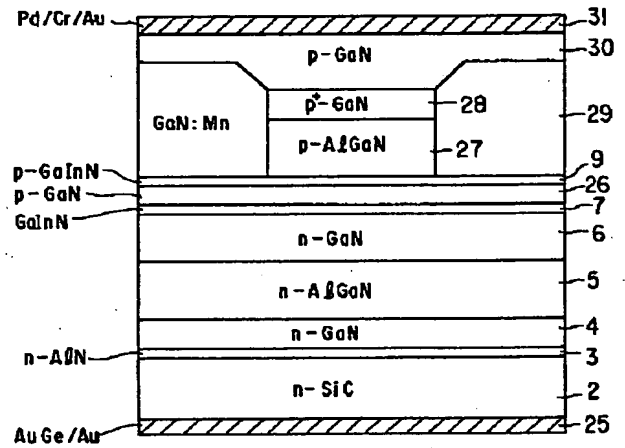 Pd/Cr/Au 31
p-GaN 30
p⁺-GaN 28
GaN:Mn 29
p-AlGaN 27
p-GaInN 9
p-GaN 26
GaInN 7
n-GaN 6
n-AlGaN 5
n-GaN 4
n-AlN 3
n-SiC 2
AuGe/Au 25